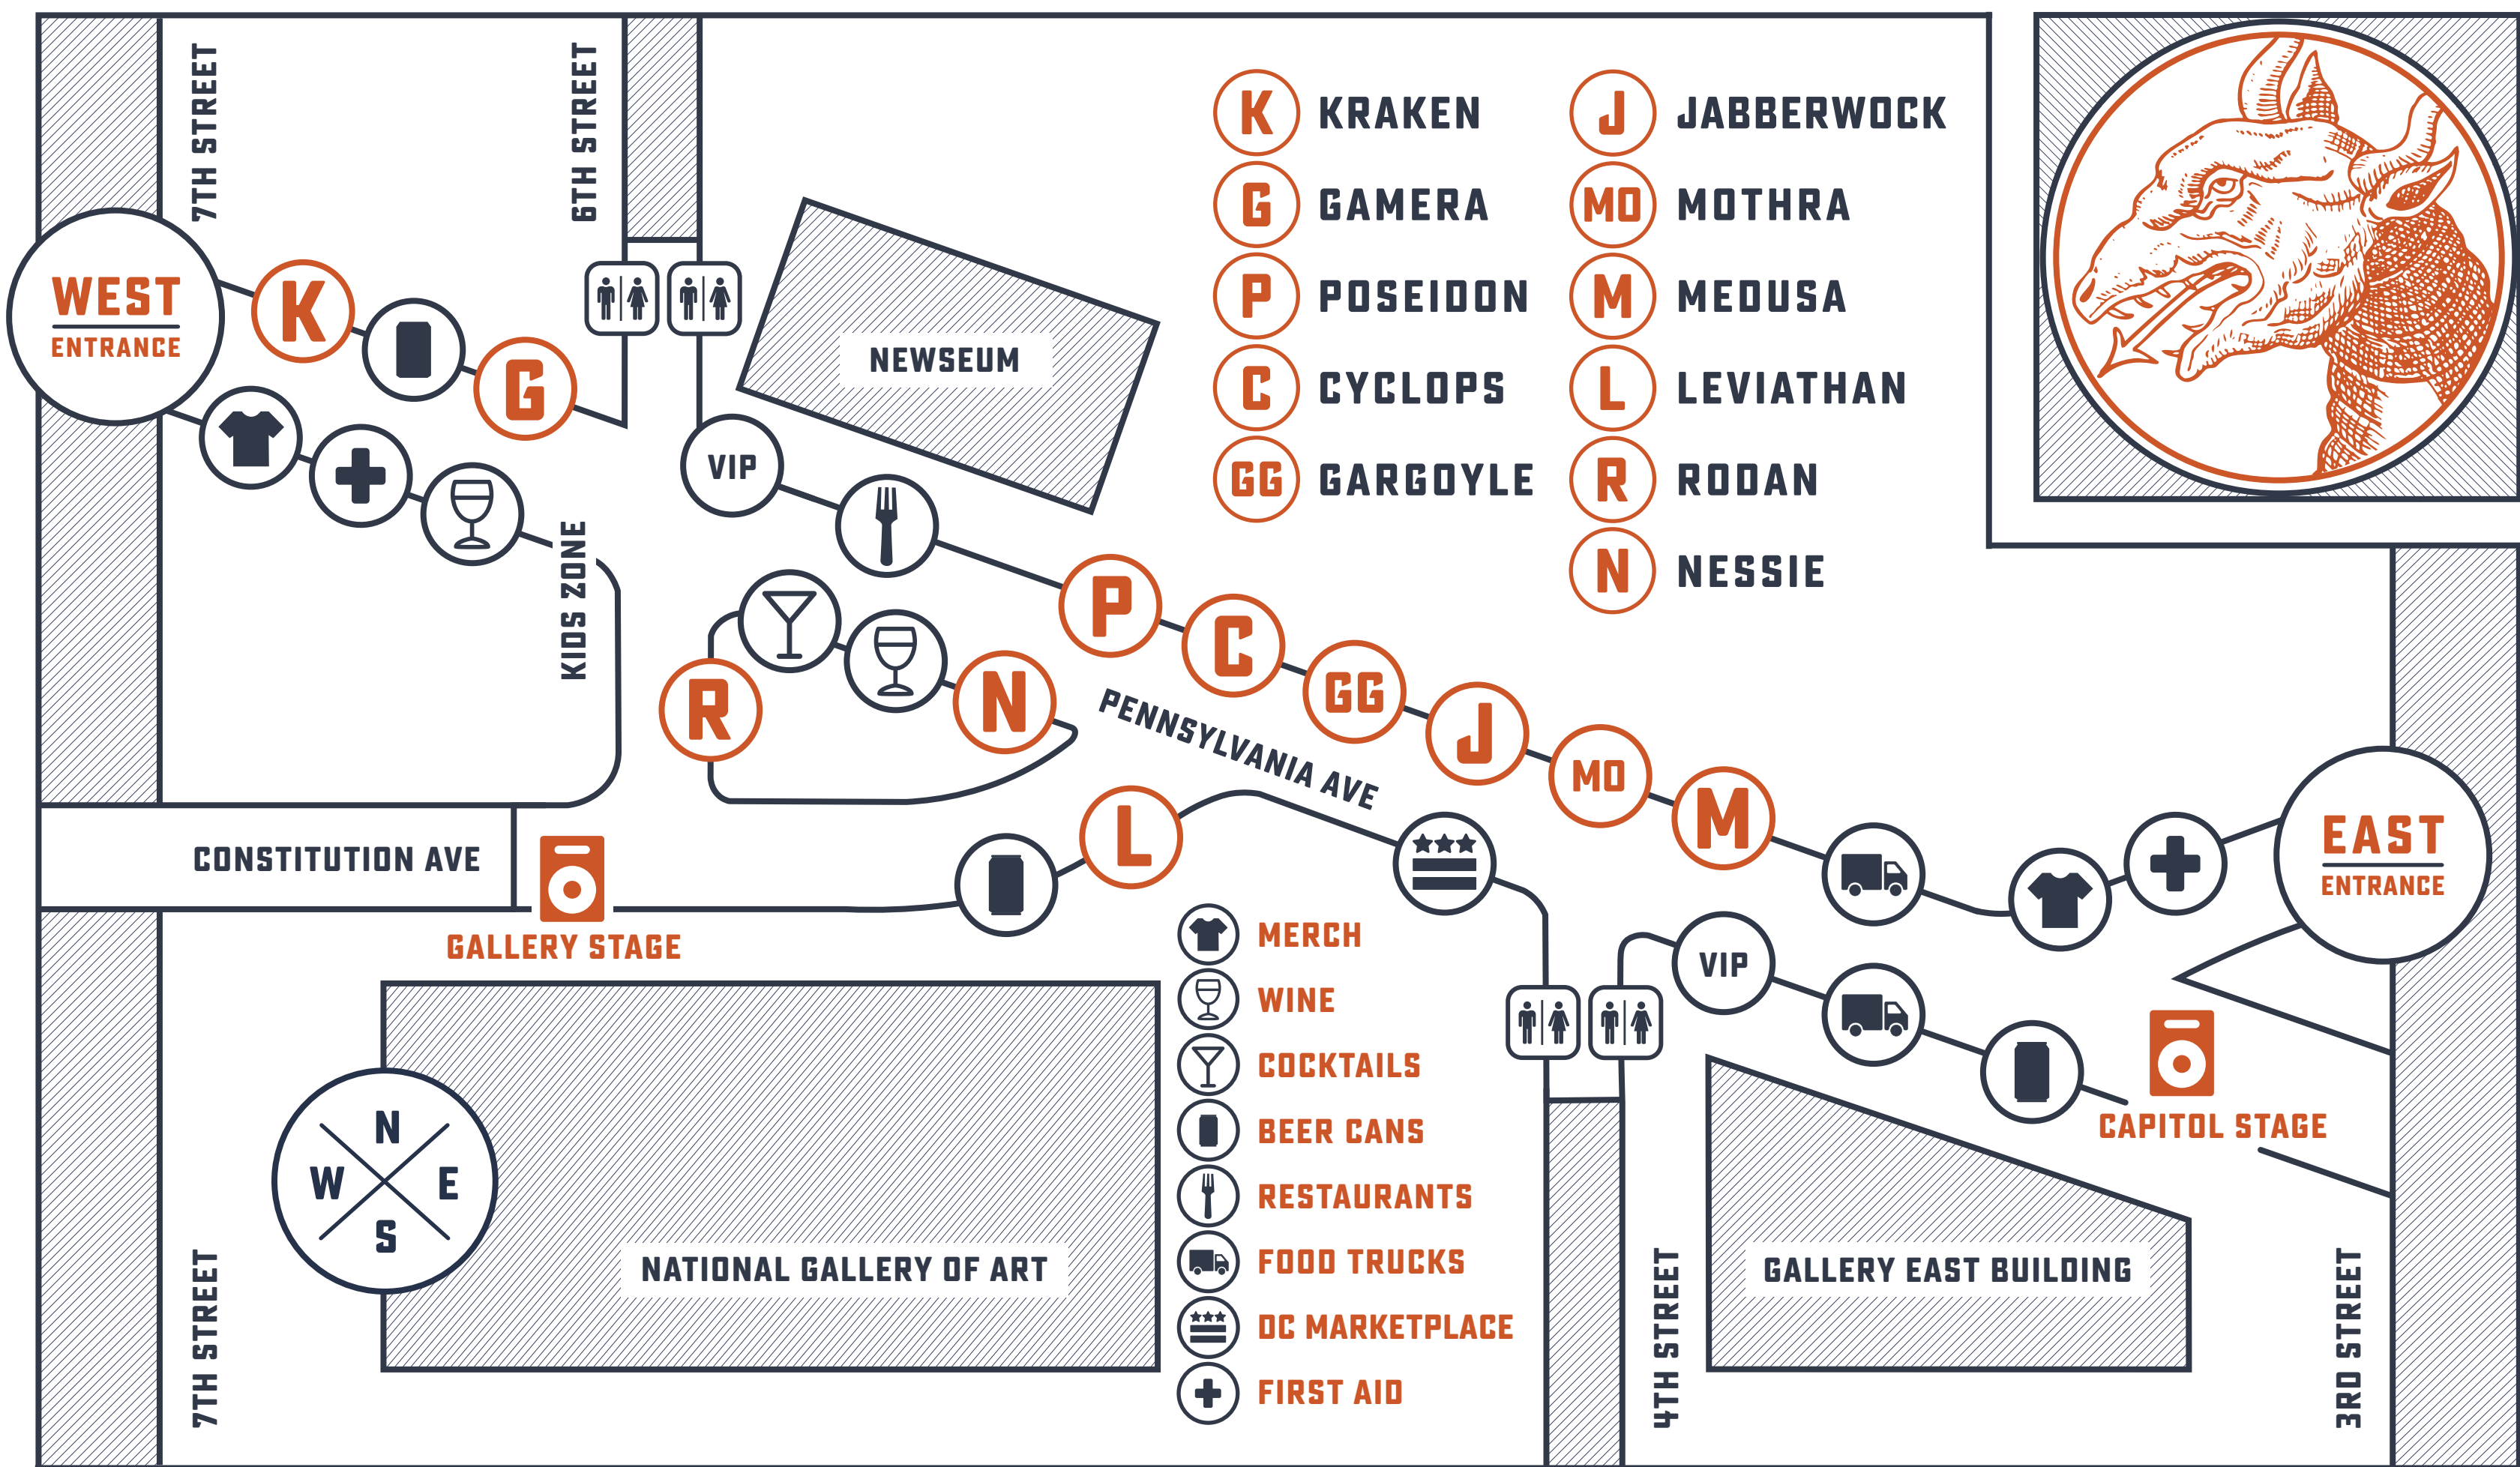 7TH STREET
6TH STREET
K KRAKEN
G GAMERA
P POSEIDON
C CYCLOPS
GG GARGOYLE
J JABBERWOCK
MO MOTHRA
M MEDUSA
L LEVIATHAN
R RODAN
N NESSIE
WEST
ENTRANCE
K
G
NEWSEUM
VIP
KIDS ZONE
P
C
GG
J
MO
M
R
N
PENNSYLVANIA AVE
L
CONSTITUTION AVE
GALLERY STAGE
EAST
ENTRANCE
VIP
CAPITOL STAGE
MERCH
WINE
COCKTAILS
BEER CANS
RESTAURANTS
FOOD TRUCKS
DC MARKETPLACE
FIRST AID
N
W E
S
NATIONAL GALLERY OF ART
GALLERY EAST BUILDING
7TH STREET
4TH STREET
3RD STREET